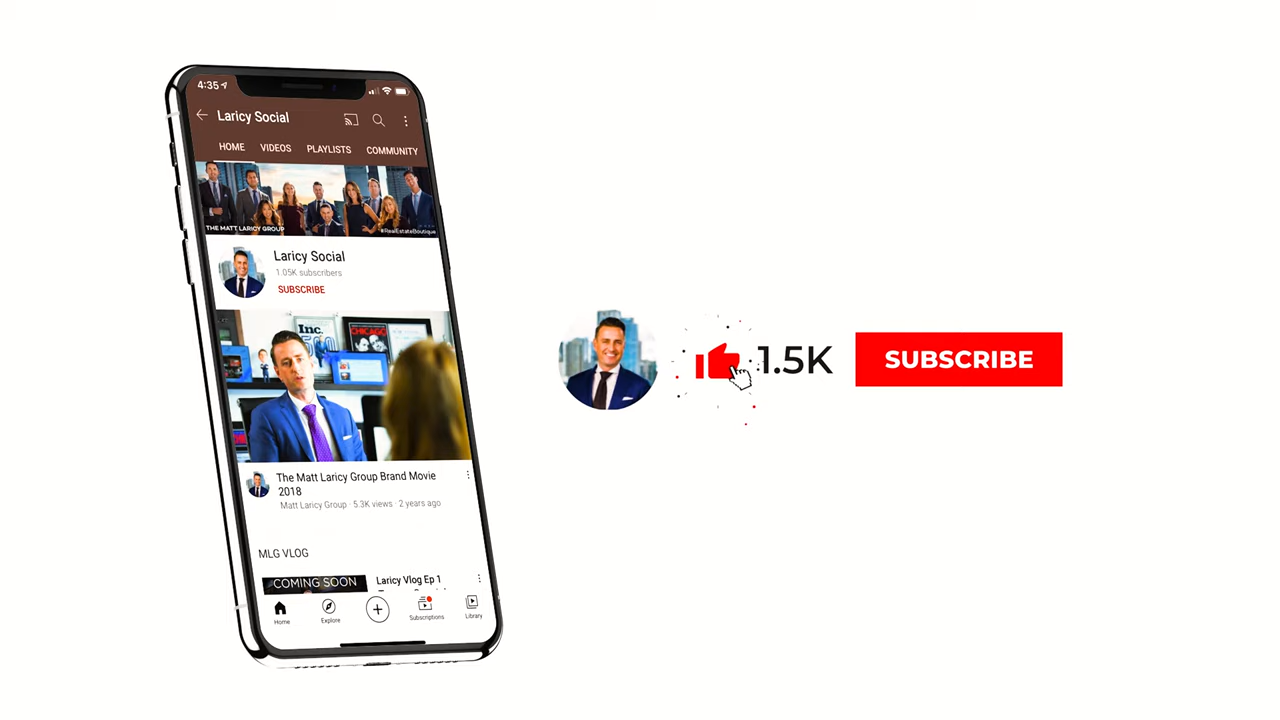 4:35
Laricy Social
HOME VIDEOS PLAYLISTS COMMUNITY
THE MATT LARICY GROUP
#RealEstateBoutique
Laricy Social
1.05K subscribers
SUBSCRIBE
Inc.
500
CHICAGO
The Matt Laricy Group Brand Movie
2018
Matt Laricy Group · 5.3K views · 2 years ago
MLG VLOG
COMING SOON
Laricy Vlog Ep 1
Home Explore Subscriptions Library
1.5K
SUBSCRIBE